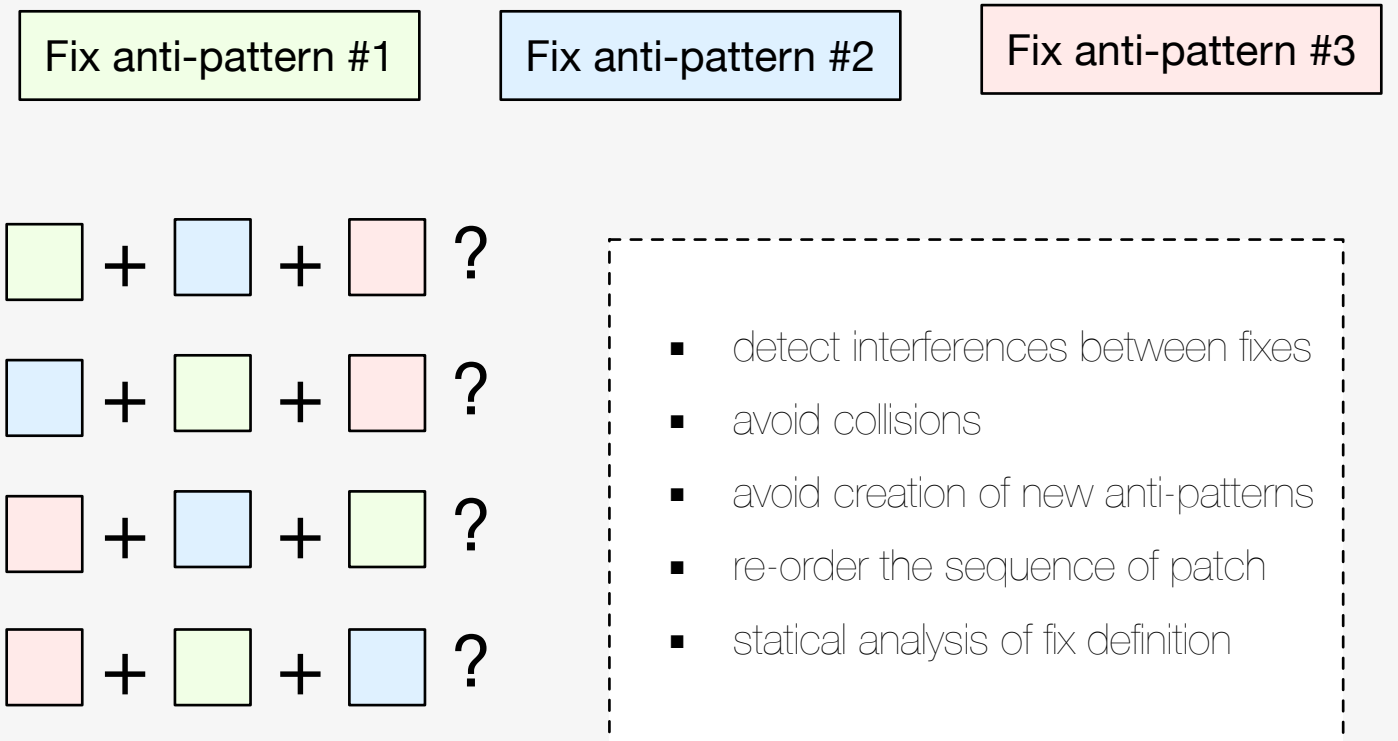 Fix anti-pattern #1
Fix anti-pattern #2
Fix anti-pattern #3
+ + ?
+ + ?
+ + ?
+ + ?
▪ detect interferences between fixes
▪ avoid collisions
▪ avoid creation of new anti-patterns
▪ re-order the sequence of patch
▪ statical analysis of fix definition